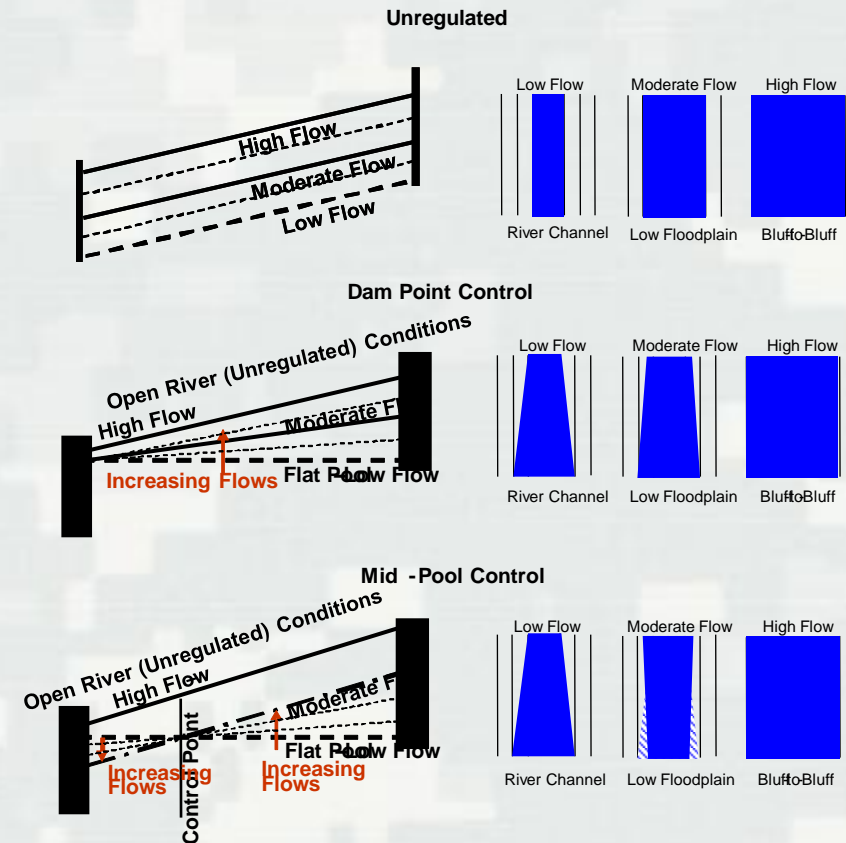 Unregulated
Low Flow
Moderate Flow
High Flow
High Flow
Moderate Flow
Low Flow
River Channel
Low Floodplain
Bluff-to-Bluff
Dam Point Control
Open River (Unregulated) Conditions
High Flow
Moderate F
Increasing Flows
Flat Pool-Low Flow
Low Flow
Moderate Flow
High Flow
River Channel
Low Floodplain
Bluff-to-Bluff
Mid -Pool Control
Open River (Unregulated) Conditions
High Flow
Moderate F
Control Point
Flat Pool-Low Flow
Increasing
Flows
Increasing
Flows
Low Flow
Moderate Flow
High Flow
River Channel
Low Floodplain
Bluff-to-Bluff